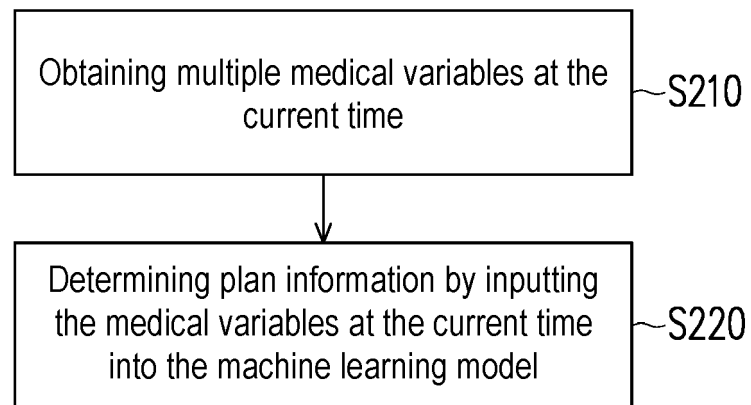 Obtaining multiple medical variables at the
current time
S210
Determining plan information by inputting
the medical variables at the current time
into the machine learning model
S220